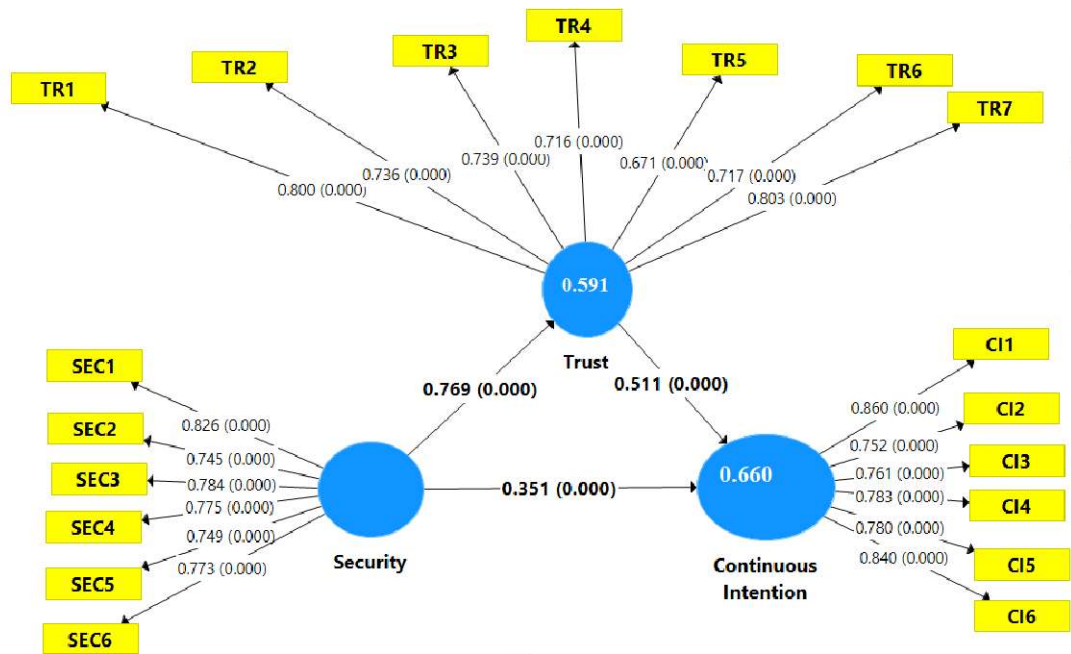 TR1
TR2
TR3
TR4
TR5
TR6
TR7
0.800 (0.000)
0.736 (0.000)
0.739 (0.000)
0.716 (0.000)
0.671 (0.000)
0.717 (0.000)
0.803 (0.000)
0.591
Trust
0.769 (0.000)
0.511 (0.000)
SEC1
SEC2
SEC3
SEC4
SEC5
SEC6
0.826 (0.000)
0.745 (0.000)
0.784 (0.000)
0.775 (0.000)
0.749 (0.000)
0.773 (0.000)
Security
0.351 (0.000)
0.660
Continuous
Intention
0.860 (0.000)
0.752 (0.000)
0.761 (0.000)
0.783 (0.000)
0.780 (0.000)
0.840 (0.000)
CI1
CI2
CI3
CI4
CI5
CI6